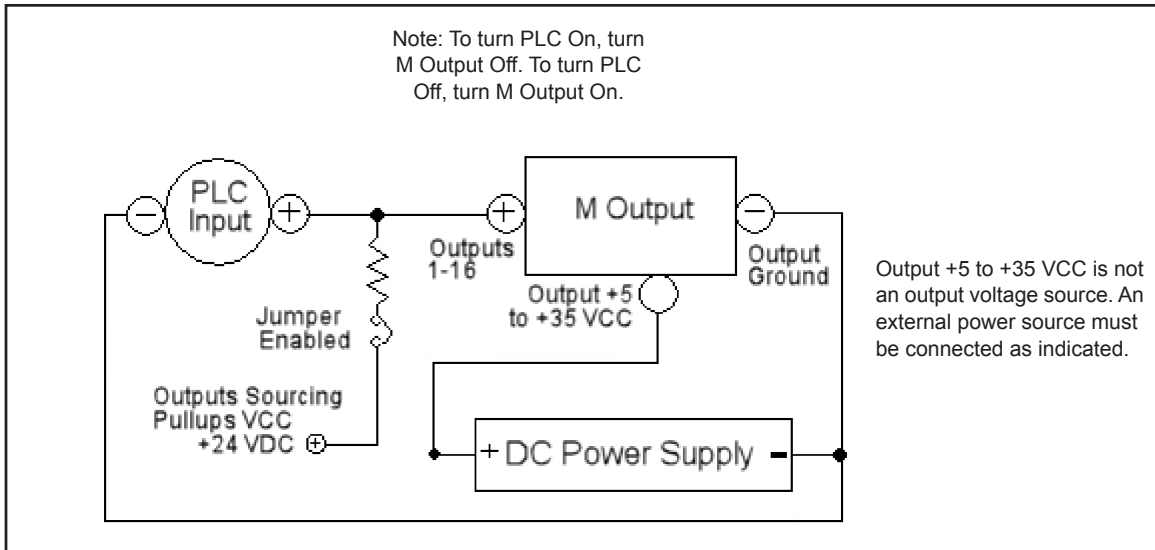 Note: To turn PLC On, turn
M Output Off. To turn PLC
Off, turn M Output On.
PLC
Input
M Output
Outputs
1-16
Output
Ground
Output +5
to +35 VCC
Output +5 to +35 VCC is not
an output voltage source. An
external power source must
be connected as indicated.
Jumper
Enabled
Outputs Sourcing
Pullups VCC
+24 VDC
+ DC Power Supply -